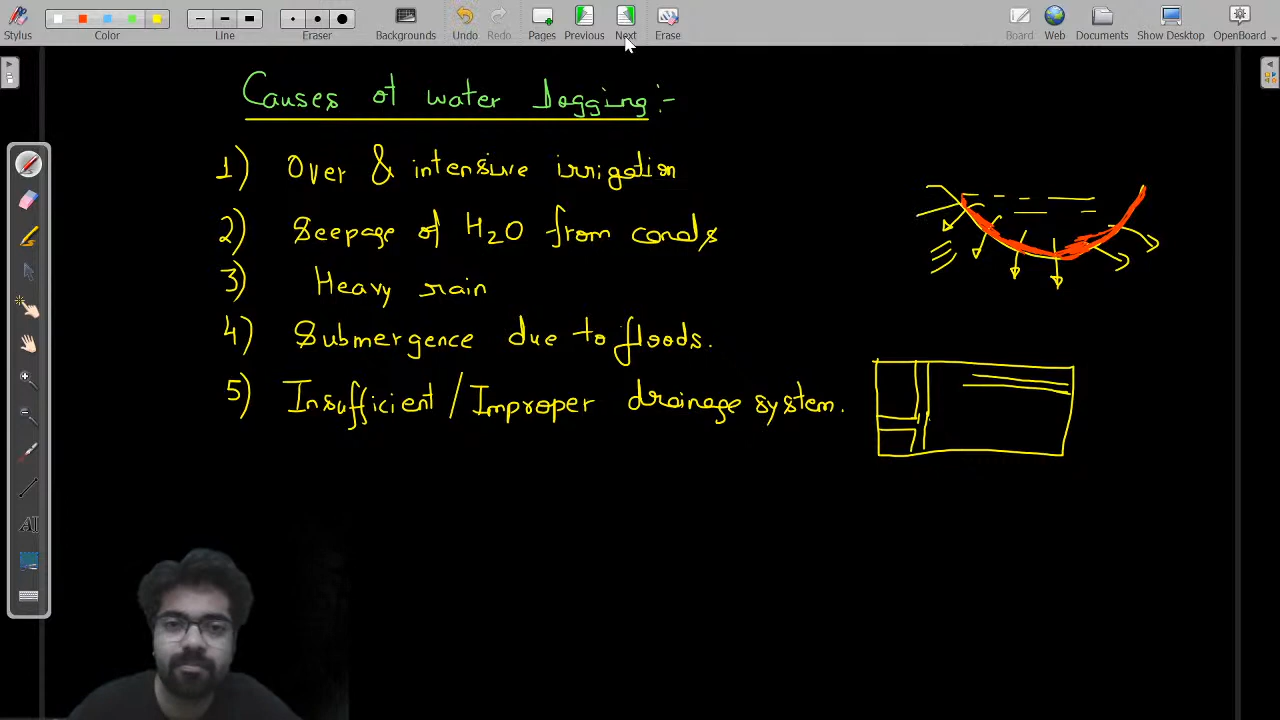 Stylus Color Line Eraser Backgrounds Undo Redo Pages Previous Next Erase Board Web Documents Show Desktop OpenBoard
Causes of water logging:-
1) Over & intensive irrigation
2) Seepage of H2O from canals
3) Heavy rain
4) Submergence due to floods.
5) Insufficient / Improper drainage system.